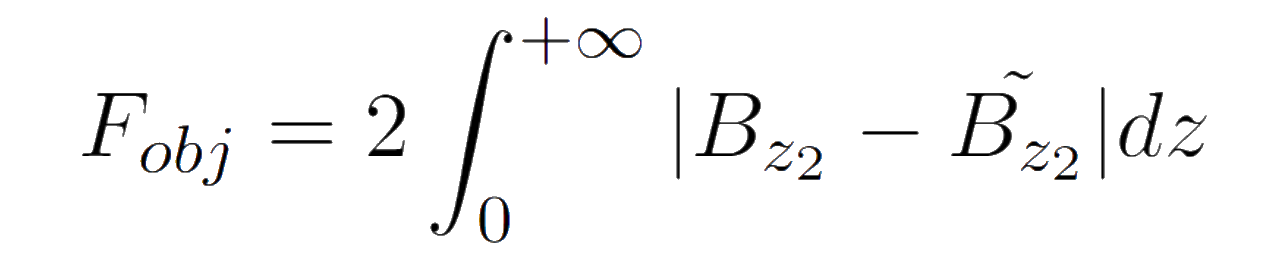 $F_{obj} = 2 \int_{0}^{+\infty} |B_{z_2} - \tilde{B_{z_2}}| dz$